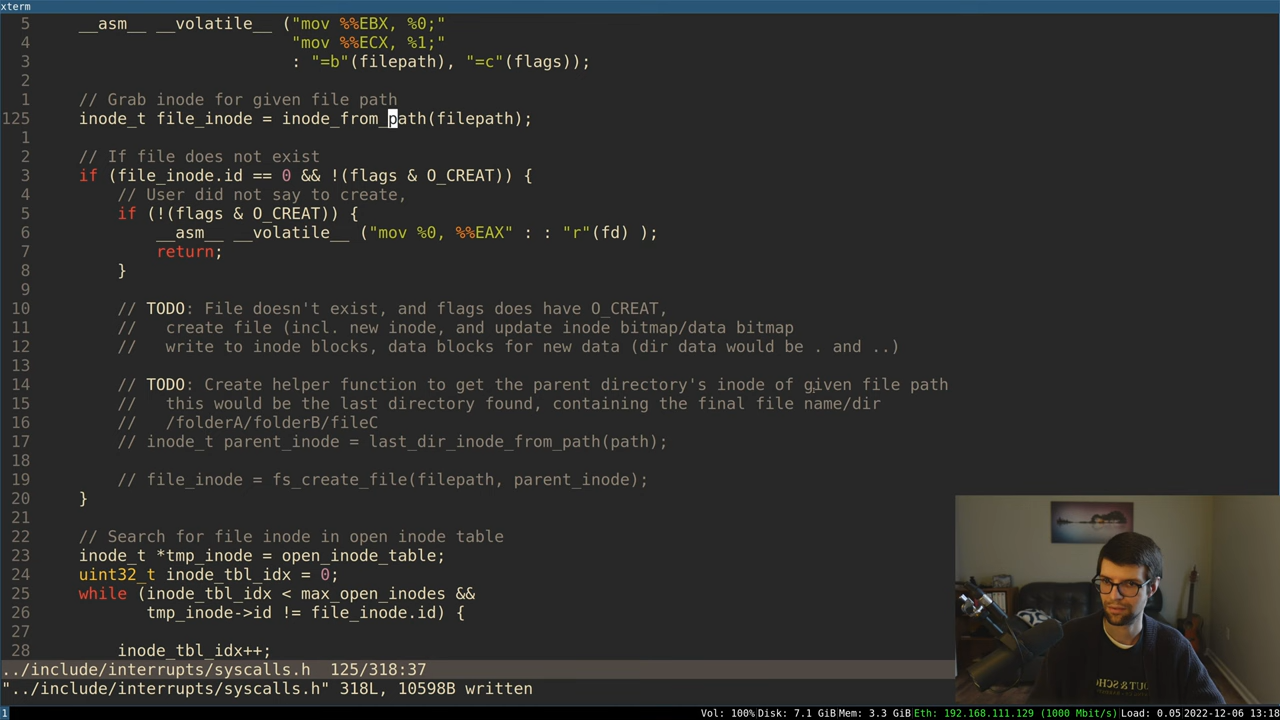 xterm
5 __asm__ __volatile__ ("mov %%EBX, %0;"
4 "mov %%ECX, %1;"
3 : "=b"(filepath), "=c"(flags));
2
1 // Grab inode for given file path
125 inode_t file_inode = inode_from_path(filepath);
1
2 // If file does not exist
3 if (file_inode.id == 0 && !(flags & O_CREAT)) {
4 // User did not say to create,
5 if (!(flags & O_CREAT)) {
6 __asm__ __volatile__ ("mov %0, %%EAX" : : "r"(fd) );
7 return;
8 }
9
10 // TODO: File doesn't exist, and flags does have O_CREAT,
11 // create file (incl. new inode, and update inode bitmap/data bitmap
12 // write to inode blocks, data blocks for new data (dir data would be . and ..)
13
14 // TODO: Create helper function to get the parent directory's inode of given file path
15 // this would be the last directory found, containing the final file name/dir
16 // /folderA/folderB/fileC
17 // inode_t parent_inode = last_dir_inode_from_path(path);
18
19 // file_inode = fs_create_file(filepath, parent_inode);
20 }
21
22 // Search for file inode in open inode table
23 inode_t *tmp_inode = open_inode_table;
24 uint32_t inode_tbl_idx = 0;
25 while (inode_tbl_idx < max_open_inodes &&
26 tmp_inode->id != file_inode.id) {
27
28 inode_tbl_idx++;
../include/interrupts/syscalls.h 125/318:37
"../include/interrupts/syscalls.h" 318L, 10598B written
1 Vol: 100% Disk: 7.1 GiB Mem: 3.3 GiB Eth: 192.168.111.129 (1000 Mbit/s) Load: 0.05 2022-12-06 13:18